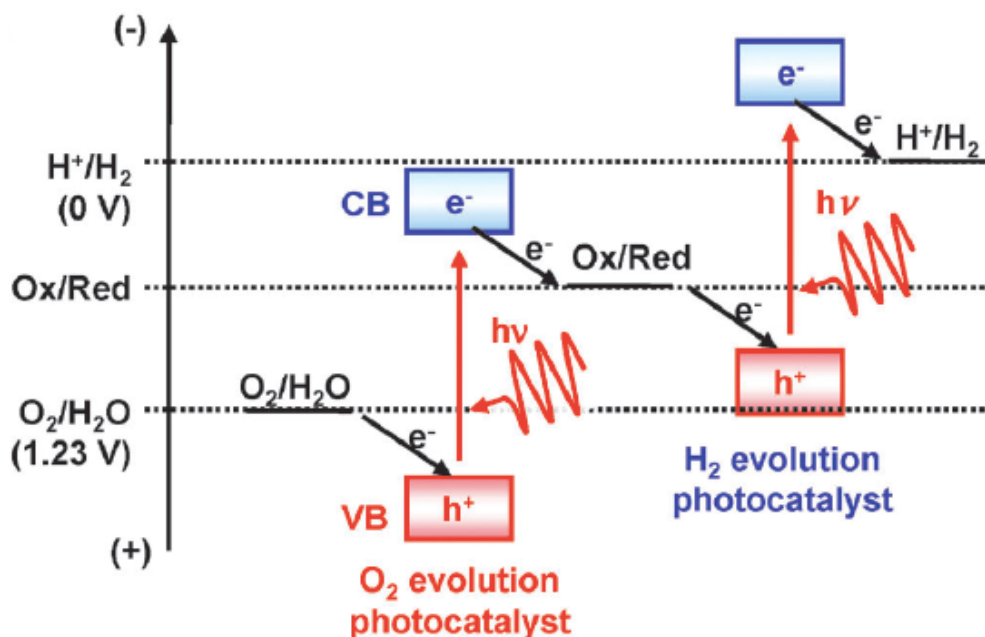 (-)
e⁻
e⁻
H⁺/H₂
H⁺/H₂
(0 V)
CB
e⁻
hν
e⁻
Ox/Red
Ox/Red
hν
e⁻
O₂/H₂O
h⁺
O₂/H₂O
(1.23 V)
e⁻
H₂ evolution
photocatalyst
VB
h⁺
(+)
O₂ evolution
photocatalyst